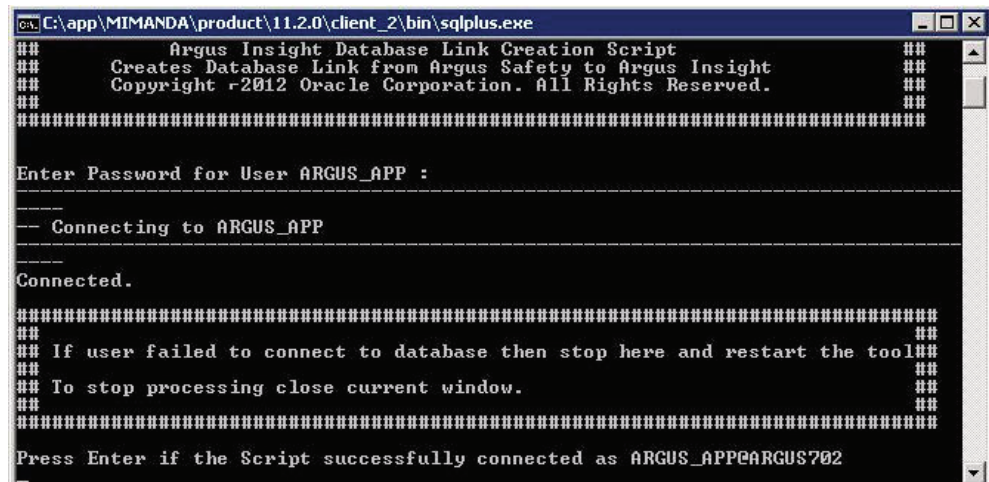 C:\app\MIMANDA\product\11.2.0\client_2\bin\sqlplus.exe
## Argus Insight Database Link Creation Script ##
## Creates Database Link from Argus Safety to Argus Insight ##
## Copyright ⌐2012 Oracle Corporation. All Rights Reserved. ##
## ##
############################################################################
Enter Password for User ARGUS_APP :
--------------------------------------------------------------------------------
----
-- Connecting to ARGUS_APP
--------------------------------------------------------------------------------
----
Connected.
#############################################################################
## ##
## If user failed to connect to database then stop here and restart the tool##
## ##
## To stop processing close current window. ##
## ##
#############################################################################
Press Enter if the Script successfully connected as ARGUS_APP@ARGUS702